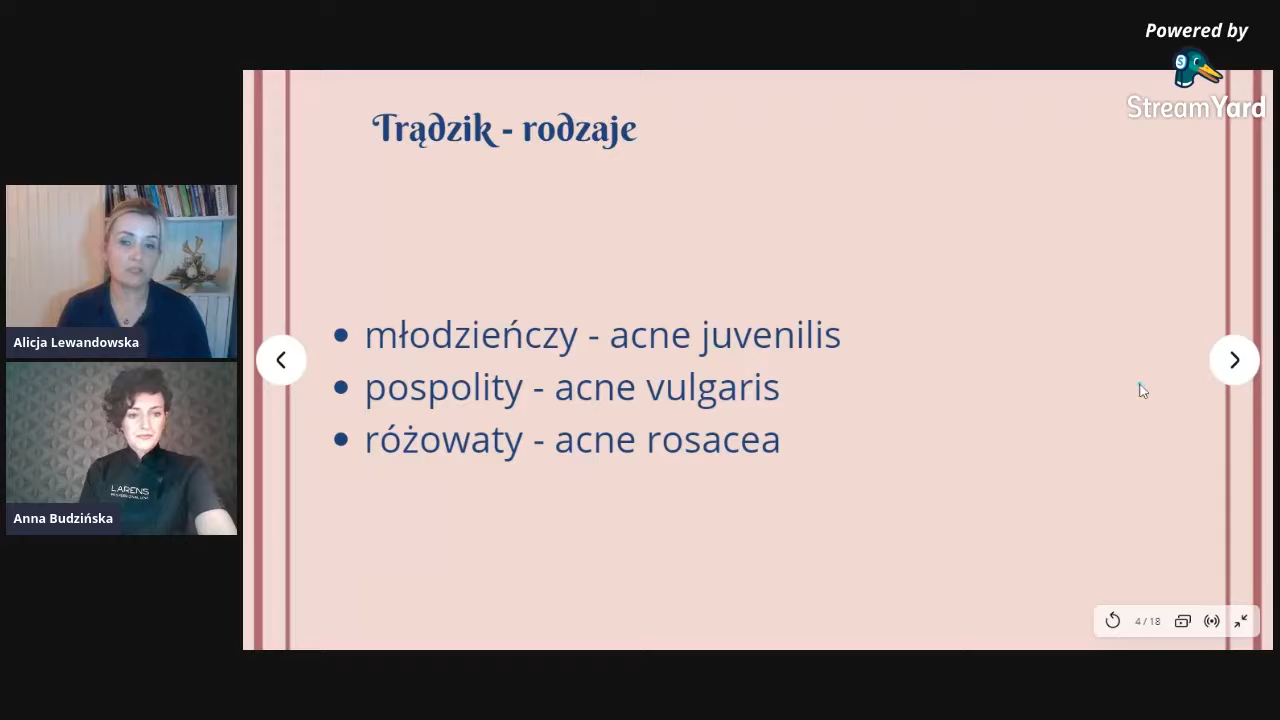 Powered by
StreamYard
Trądzik - rodzaje
młodzieńczy - acne juvenilis
pospolity - acne vulgaris
różowaty - acne rosacea
Alicja Lewandowska
LARENS
Anna Budzińska
4 / 18